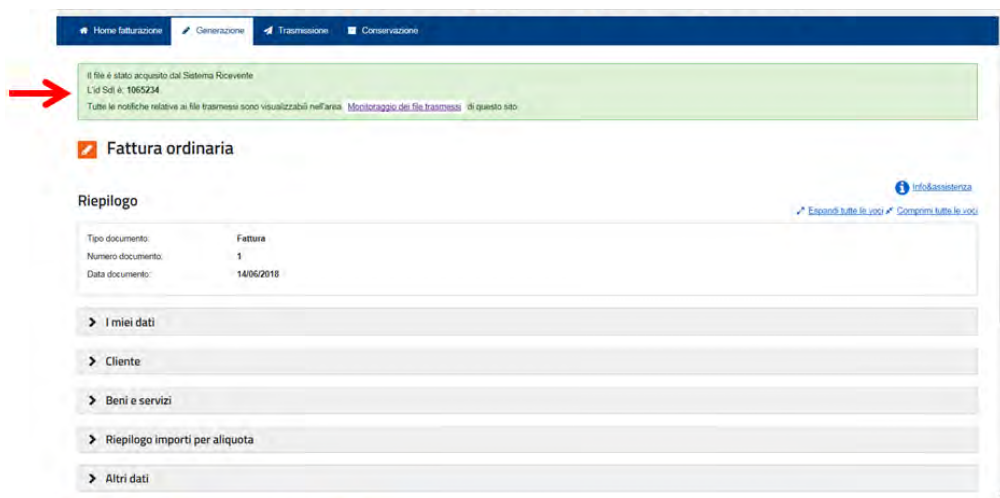 Home fatturazione Generazione Trasmissione Conservazione
Il file è stato acquisito dal Sistema Ricevente
L'id SdI è: 1065234.
Tutte le notifiche relative ai file trasmessi sono visualizzabili nell'area Monitoraggio dei file trasmessi di questo sito.
Fattura ordinaria
Info&assistenza
Riepilogo
Espandi tutte le voci Comprimi tutte le voci
Tipo documento: Fattura
Numero documento: 1
Data documento: 14/06/2018
I miei dati
Cliente
Beni e servizi
Riepilogo importi per aliquota
Altri dati